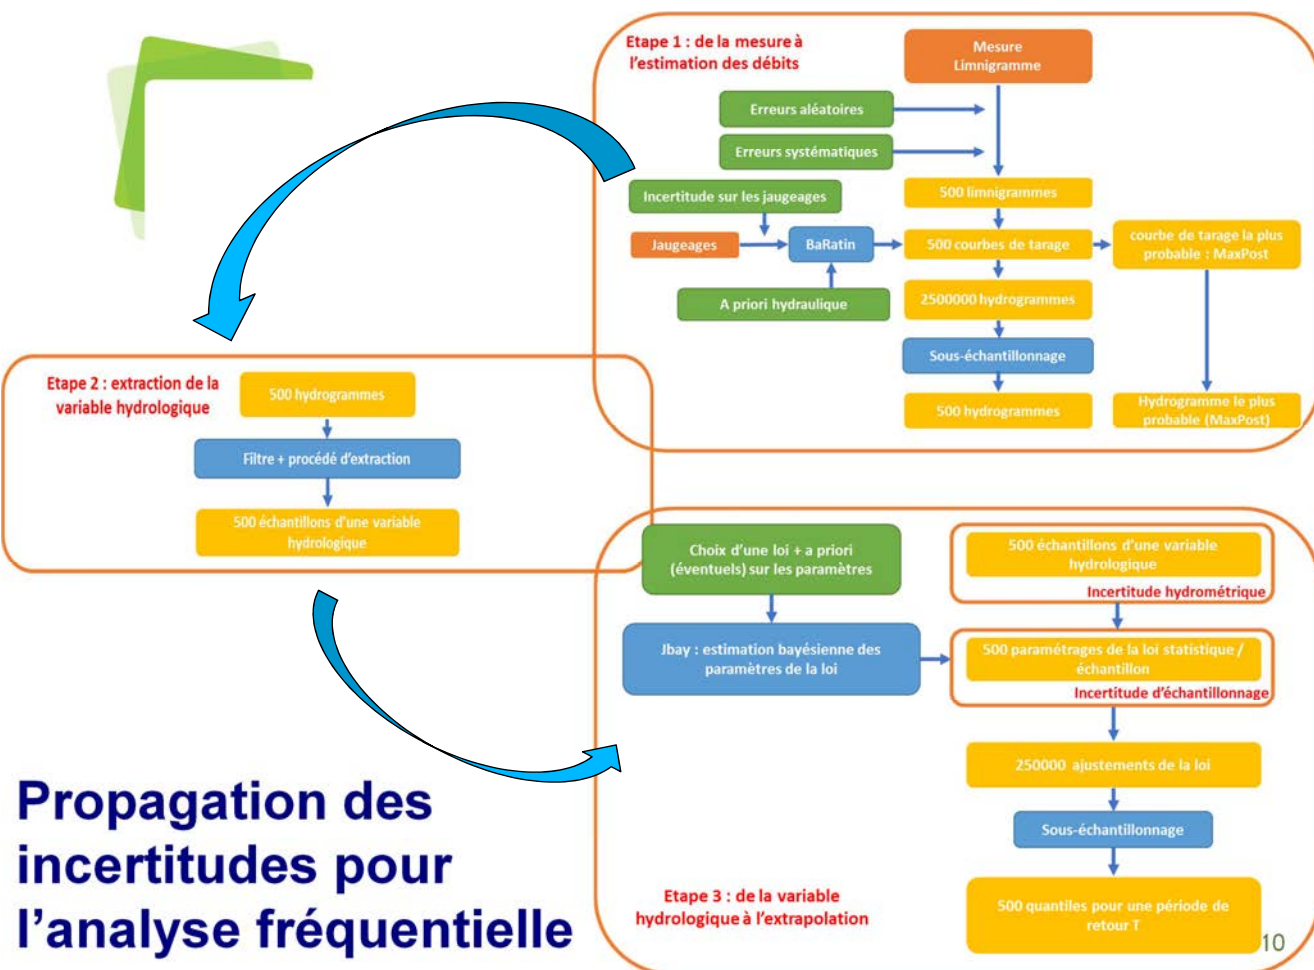 Etape 1 : de la mesure à
l'estimation des débits
Mesure
Limnigramme
Erreurs aléatoires
Erreurs systématiques
Incertitude sur les jaugeages
500 limnigrammes
Jaugeages
BaRatin
500 courbes de tarage
courbe de tarage la plus
probable : MaxPost
A priori hydraulique
2500000 hydrogrammes
Sous-échantillonnage
500 hydrogrammes
Hydrogramme le plus
probable (MaxPost)
Etape 2 : extraction de la
variable hydrologique
500 hydrogrammes
Filtre + procédé d'extraction
500 échantillons d'une variable
hydrologique
Choix d'une loi + a priori
(éventuels) sur les paramètres
500 échantillons d'une variable
hydrologique
Incertitude hydrométrique
Jbay : estimation bayésienne des
paramètres de la loi
500 paramétrages de la loi statistique /
échantillon
Incertitude d'échantillonnage
250000 ajustements de la loi
Sous-échantillonnage
Etape 3 : de la variable
hydrologique à l'extrapolation
500 quantiles pour une période de
retour T
Propagation des
incertitudes pour
l'analyse fréquentielle
10